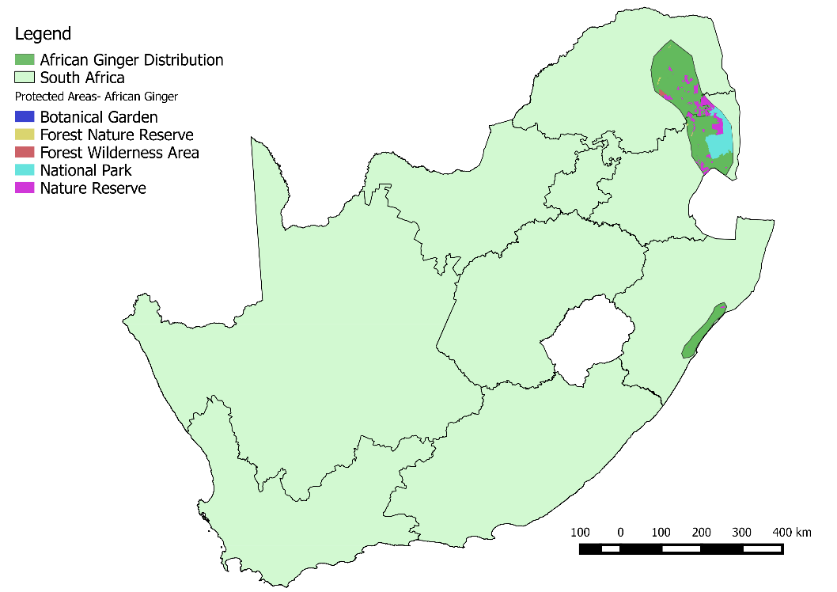 Legend
African Ginger Distribution
South Africa
Protected Areas- African Ginger
Botanical Garden
Forest Nature Reserve
Forest Wilderness Area
National Park
Nature Reserve
100 0 100 200 300 400 km